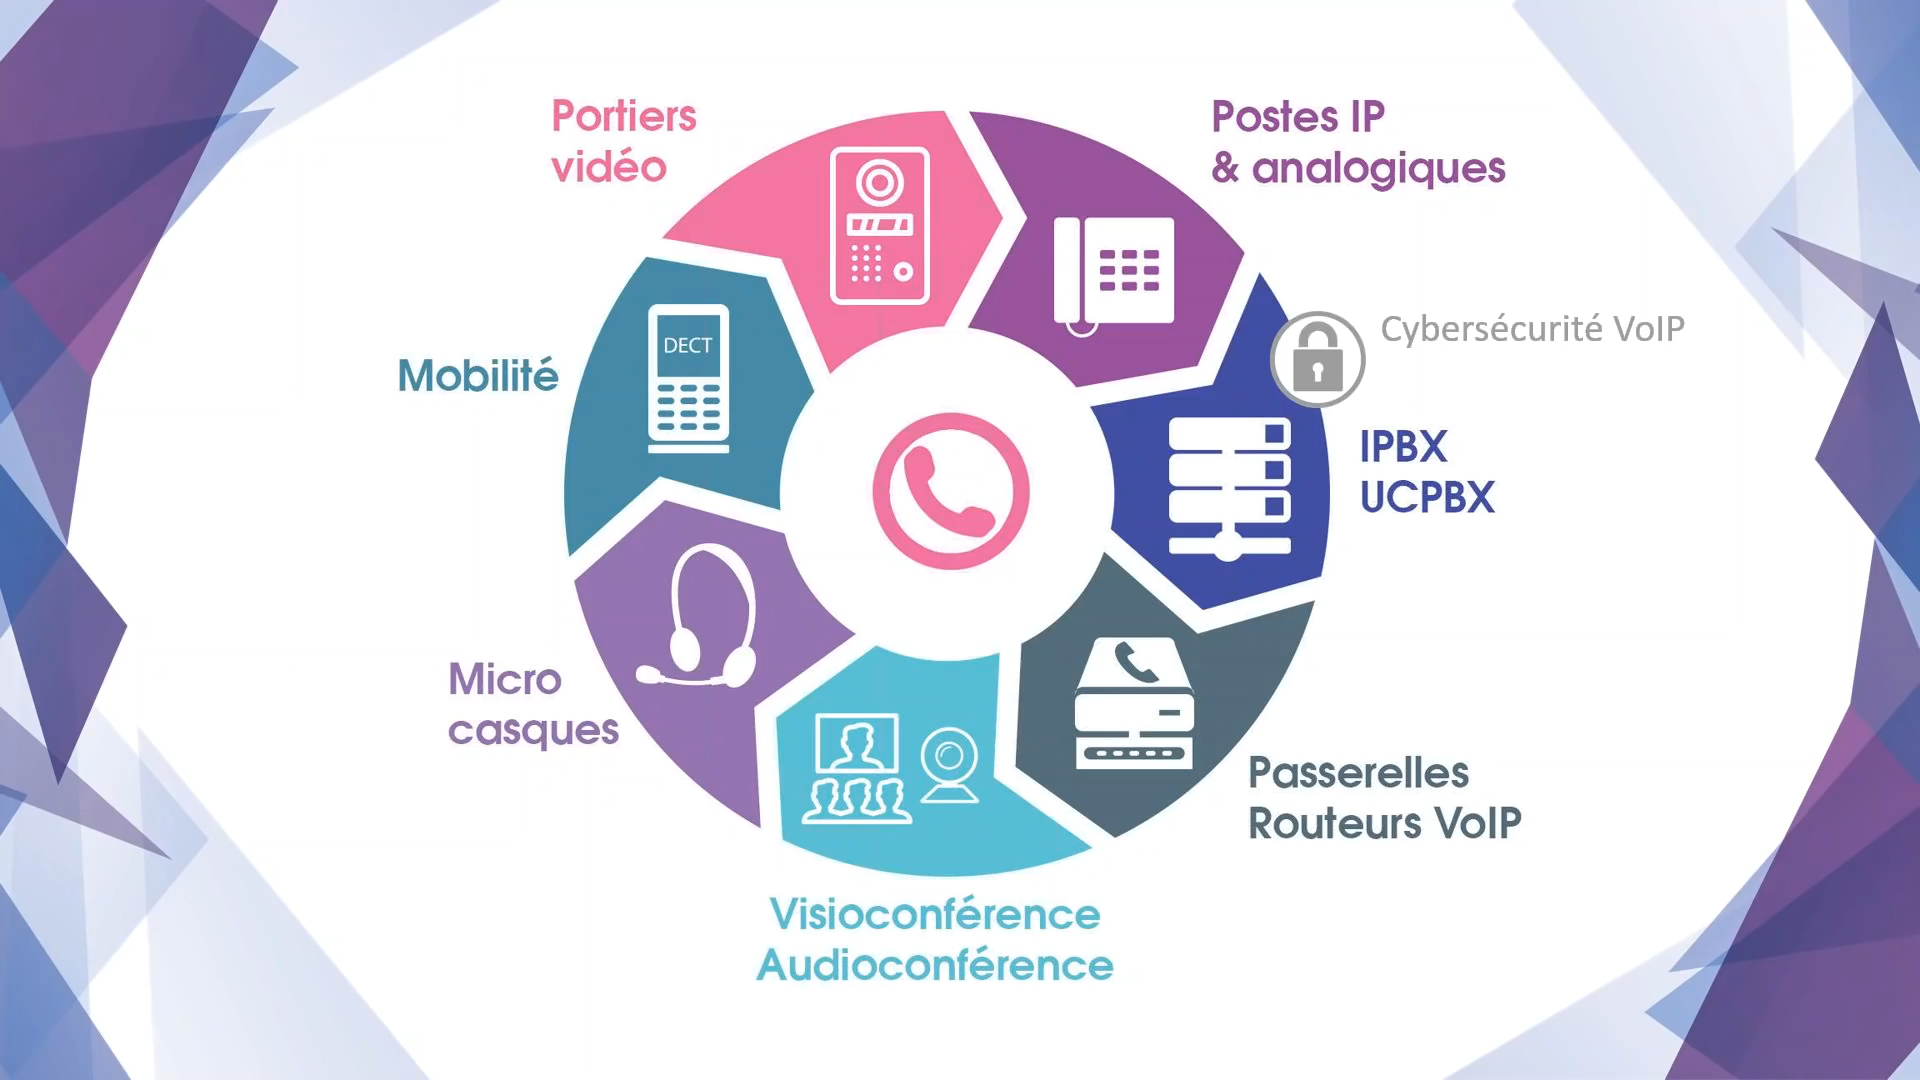 Portiers
vidéo
Postes IP
& analogiques
Cybersécurité VoIP
DECT
Mobilité
IPBX
UCPBX
Micro
casques
Passerelles
Routeurs VoIP
Visioconférence
Audioconférence